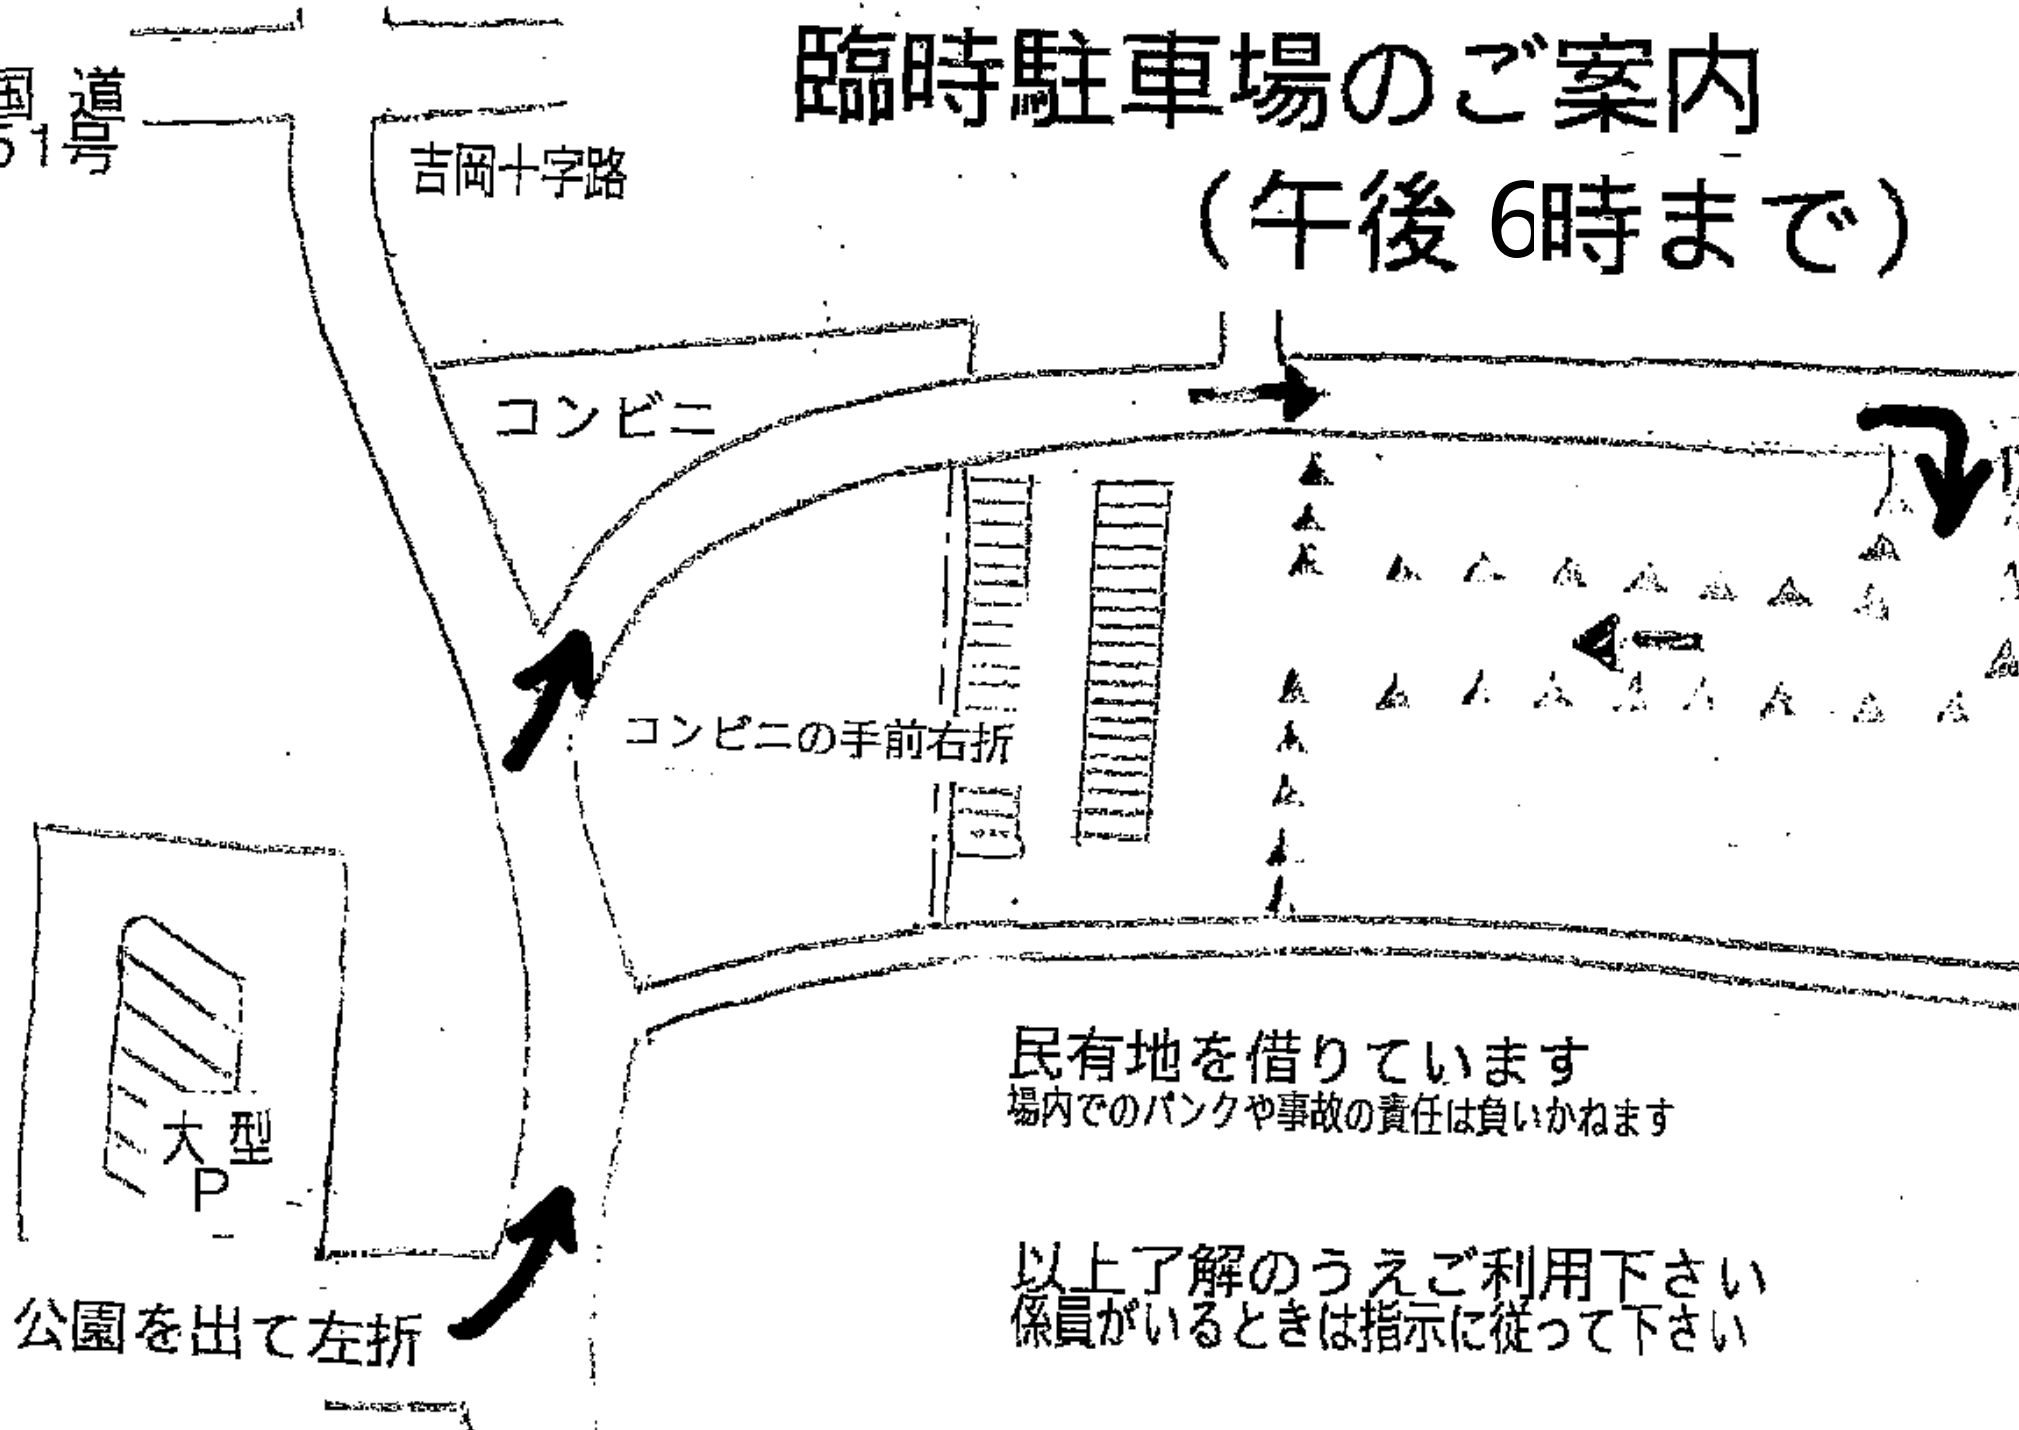 臨時駐車場のご案内
（午後 6時まで）
国 道
51号
吉岡十字路
コンビニ
コンビニの手前右折
大 型
P
公園を出て左折
民有地を借りています
場内でのパンクや事故の責任は負いかねます
以上了解のうえご利用下さい
係員がいるときは指示に従って下さい